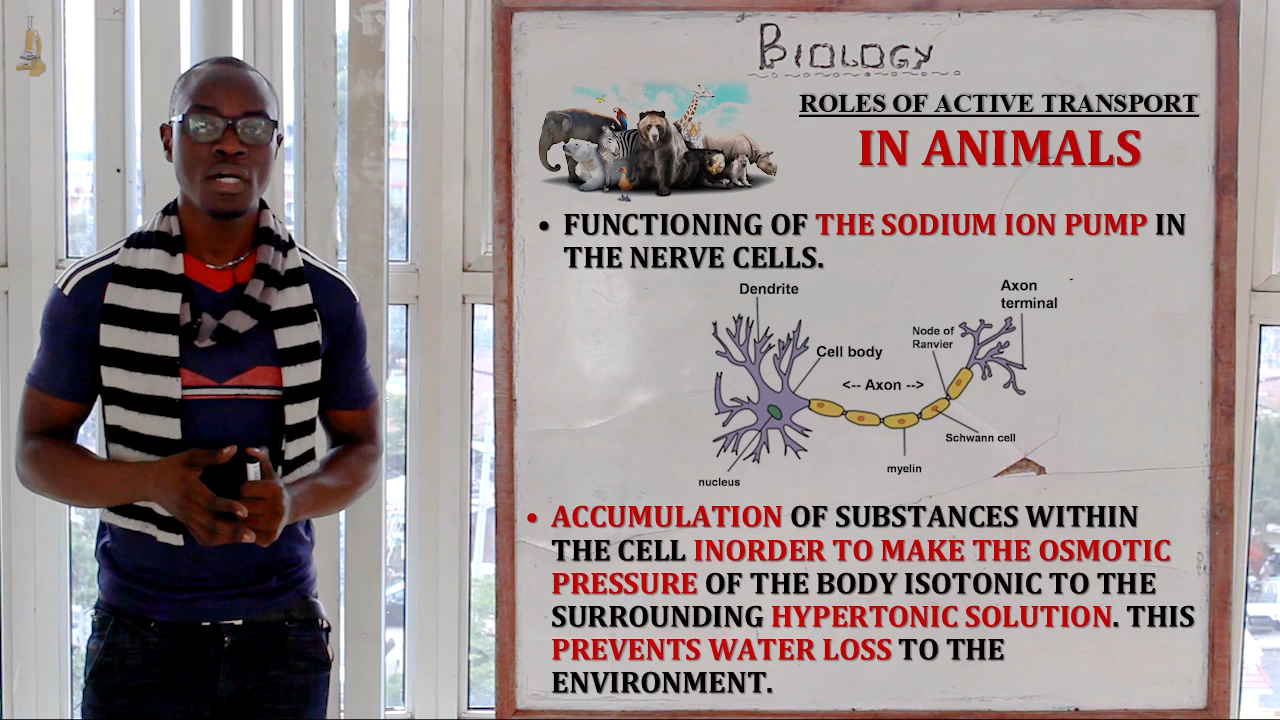 BIOLOGY
ROLES OF ACTIVE TRANSPORT
IN ANIMALS
• FUNCTIONING OF THE SODIUM ION PUMP IN
THE NERVE CELLS.
Dendrite
Axon
terminal
Node of
Ranvier
Cell body
<-- Axon -->
Schwann cell
myelin
nucleus
• ACCUMULATION OF SUBSTANCES WITHIN
THE CELL INORDER TO MAKE THE OSMOTIC
PRESSURE OF THE BODY ISOTONIC TO THE
SURROUNDING HYPERTONIC SOLUTION. THIS
PREVENTS WATER LOSS TO THE
ENVIRONMENT.